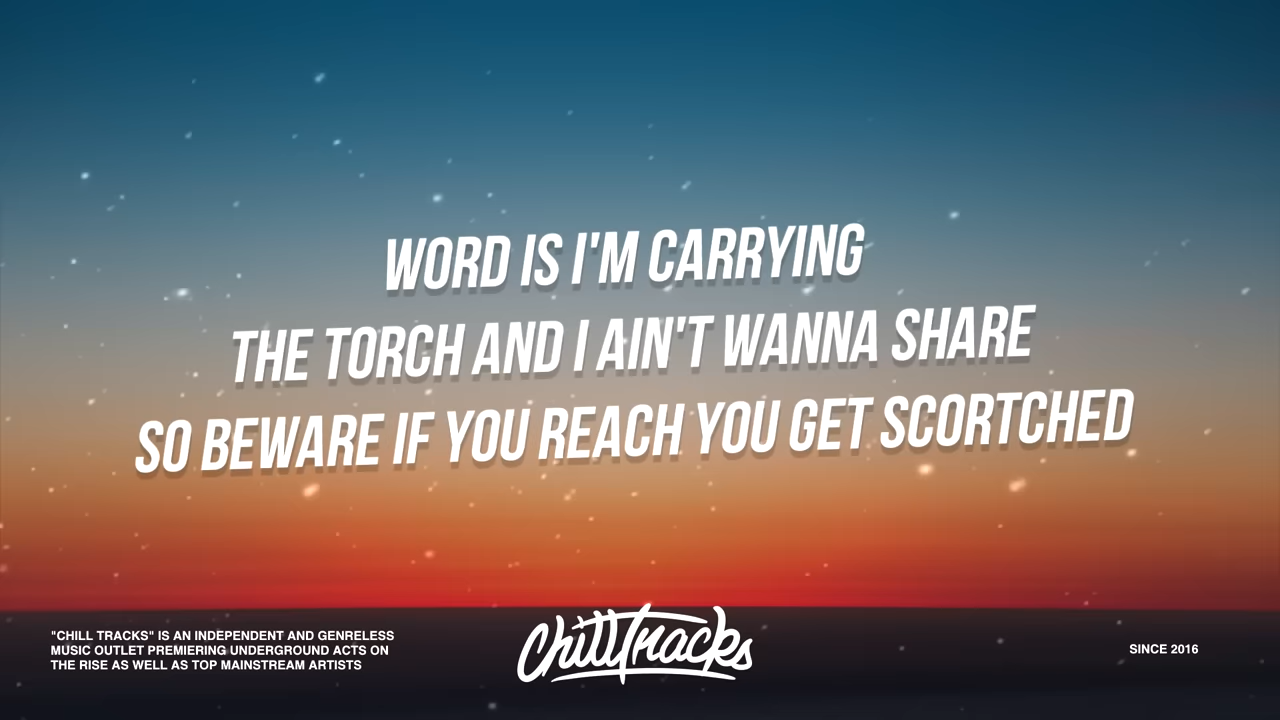 WORD IS I'M CARRYING
THE TORCH AND I AIN'T WANNA SHARE
SO BEWARE IF YOU REACH YOU GET SCORTCHED
"CHILL TRACKS" IS AN INDEPENDENT AND GENRELESS
MUSIC OUTLET PREMIERING UNDERGROUND ACTS ON
THE RISE AS WELL AS TOP MAINSTREAM ARTISTS
ChillTracks
SINCE 2016